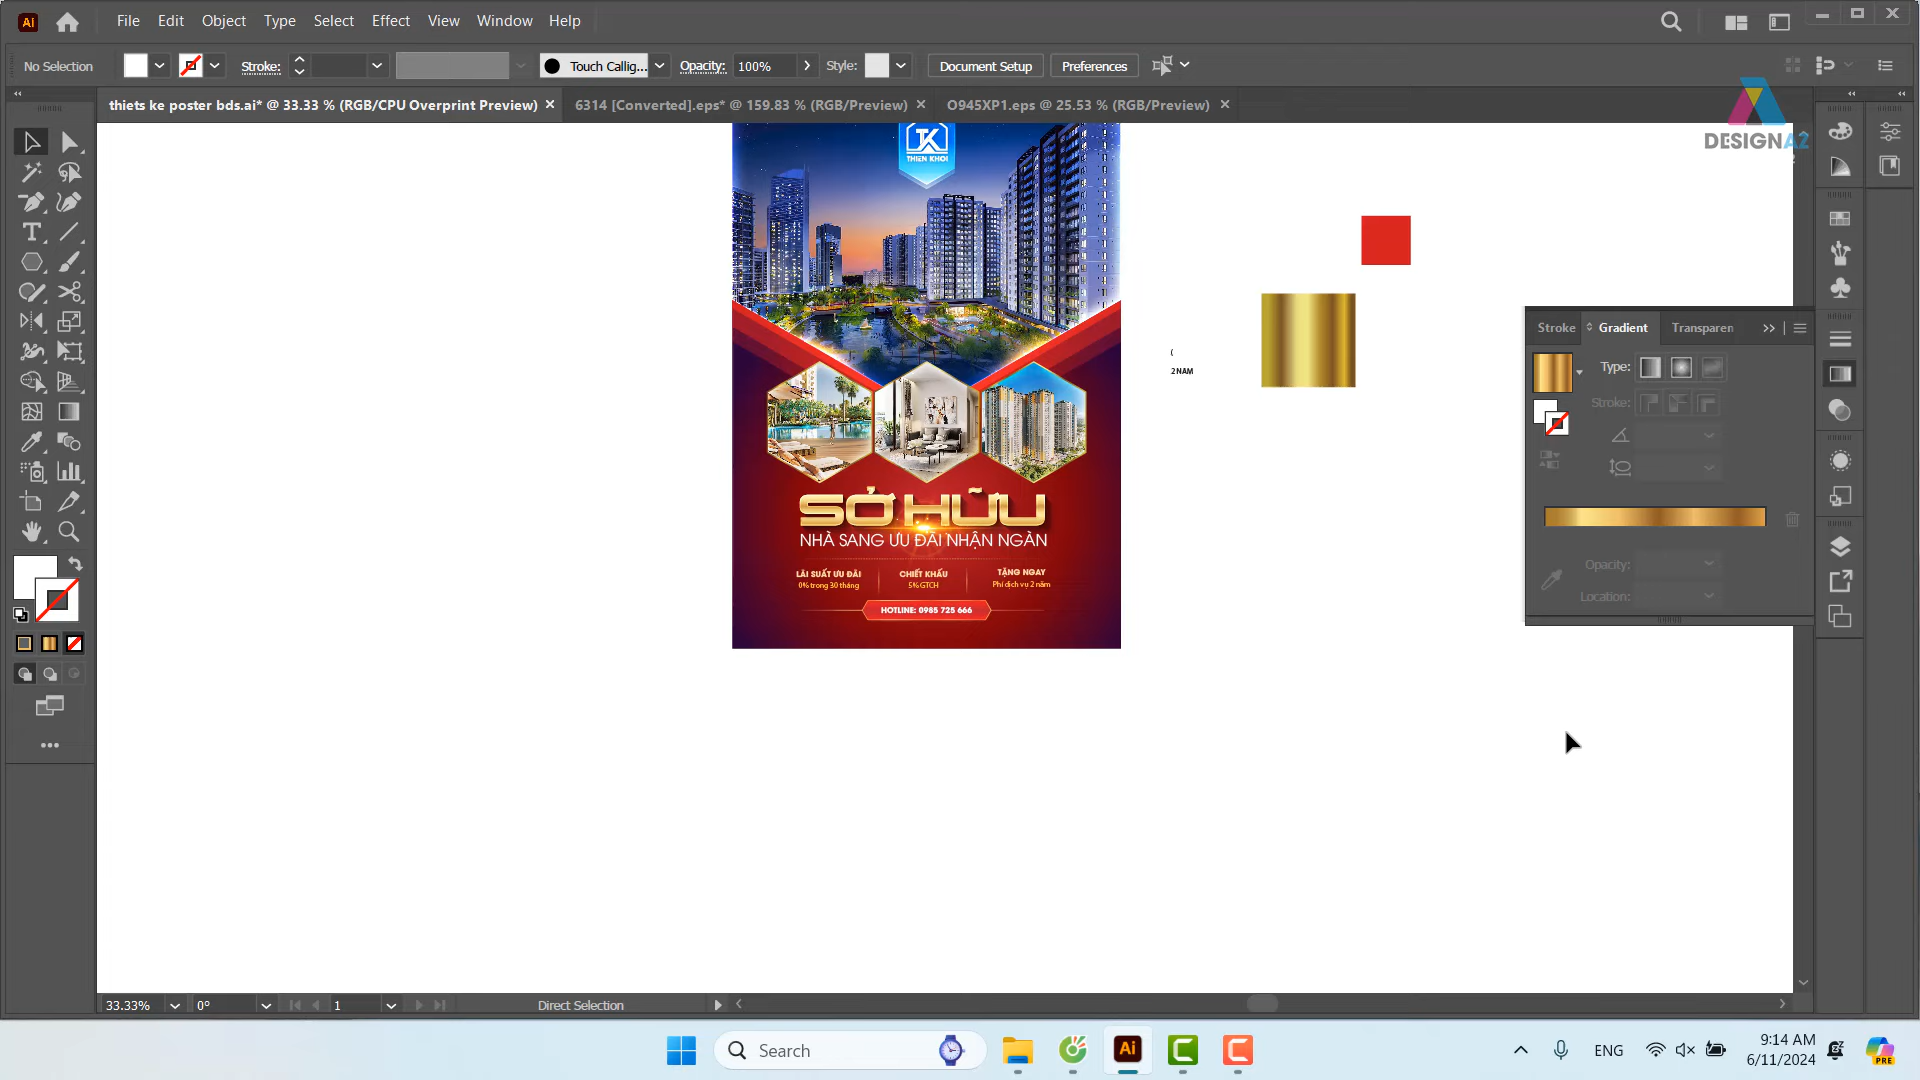 File Edit Object Type Select Effect View Window Help
No Selection Stroke: Touch Callig... Opacity: 100% Style: Document Setup Preferences
DESIGNA2
thiets ke poster bds.ai* @ 33.33 % (RGB/CPU Overprint Preview) 6314 [Converted].eps* @ 159.83 % (RGB/Preview) O945XP1.eps @ 25.53 % (RGB/Preview)
TK
THIEN KHOI
(
2 NAM
SỞ HỮU
NHÀ SANG ƯU ĐÃI NHẬN NGÀN
LÃI SUẤT ƯU ĐÃI
0% trong 30 tháng
CHIẾT KHẤU
5% GTCH
TẶNG NGAY
Phí dịch vụ 2 năm
HOTLINE: 0985 725 666
Stroke Gradient Transparen
Type:
Stroke:
Opacity:
Location:
33.33% 0° 1 Direct Selection
Search
ENG
9:14 AM
6/11/2024
PRE